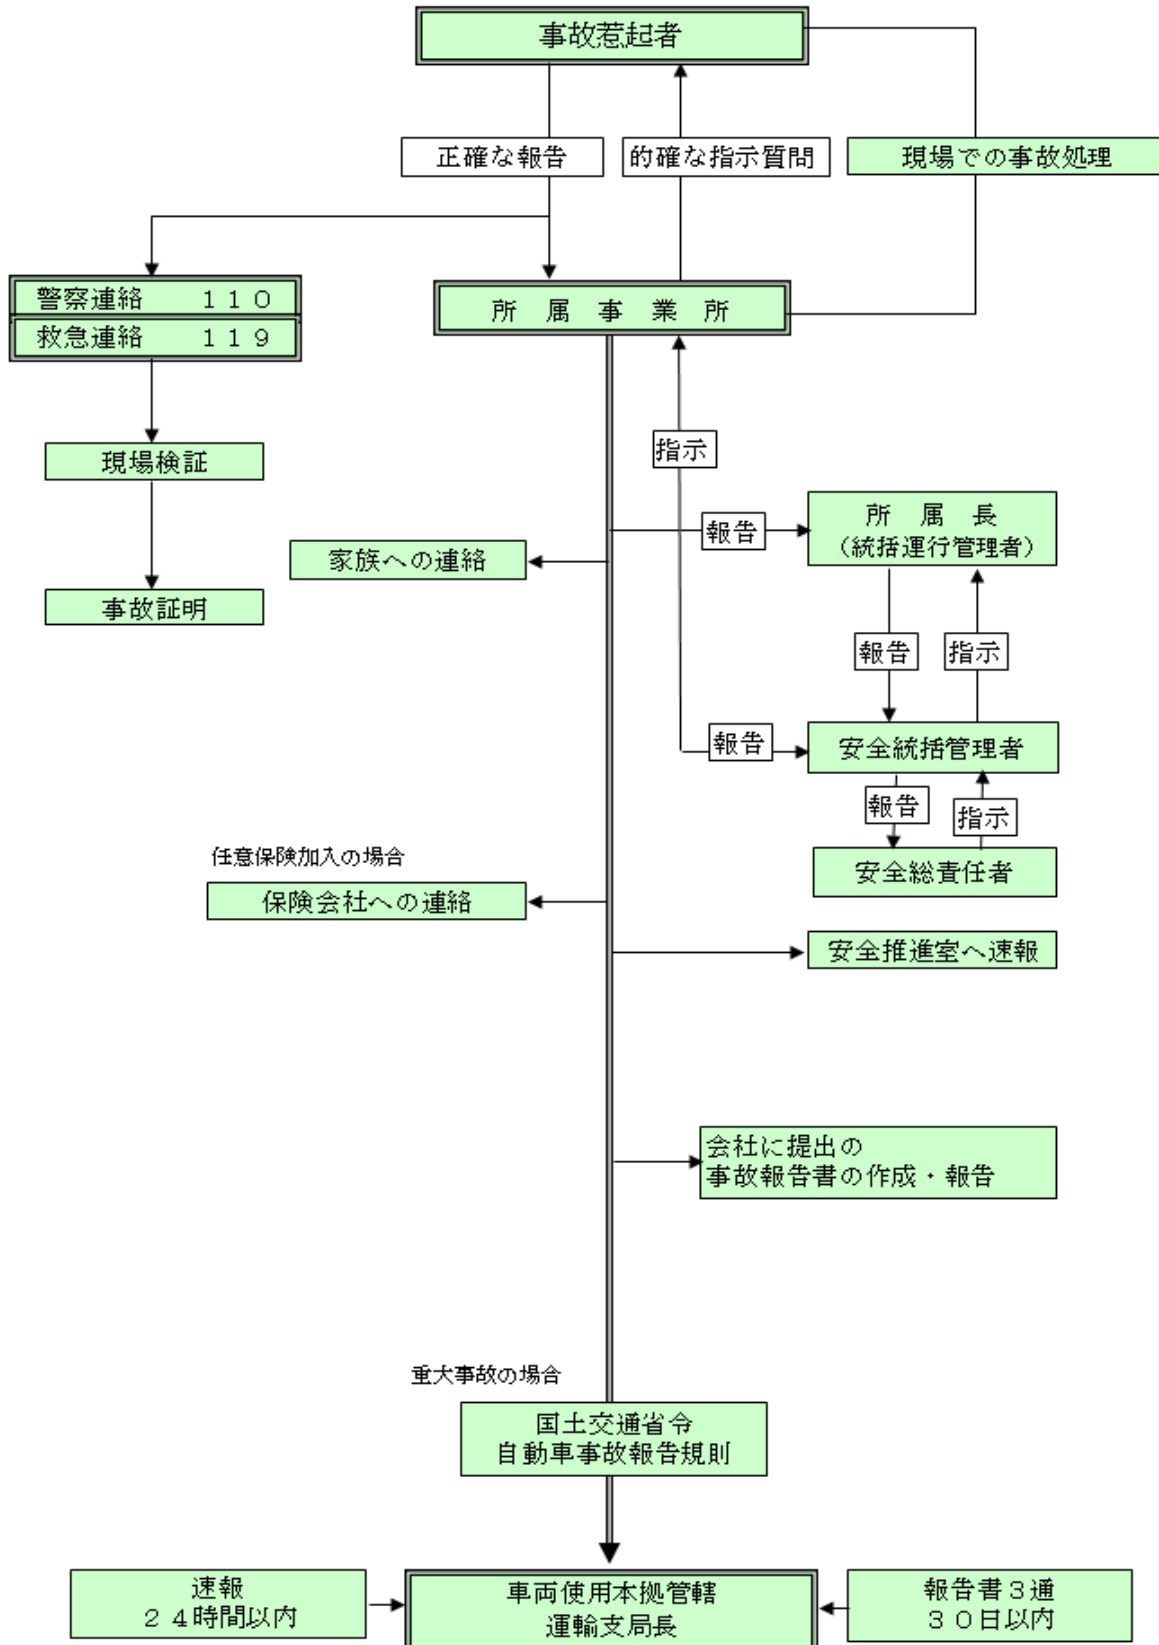 事故惹起者
正確な報告
的確な指示質問
現場での事故処理
警察連絡　　１１０
救急連絡　　１１９
所　属　事　業　所
現場検証
指示
所　属　長
（統括運行管理者）
報告
家族への連絡
事故証明
報告
指示
報告
安全統括管理者
報告
指示
任意保険加入の場合
安全総責任者
保険会社への連絡
安全推進室へ速報
会社に提出の
事故報告書の作成・報告
重大事故の場合
国土交通省令
自動車事故報告規則
速報
２４時間以内
車両使用本拠管轄
運輸支局長
報告書３通
３０日以内